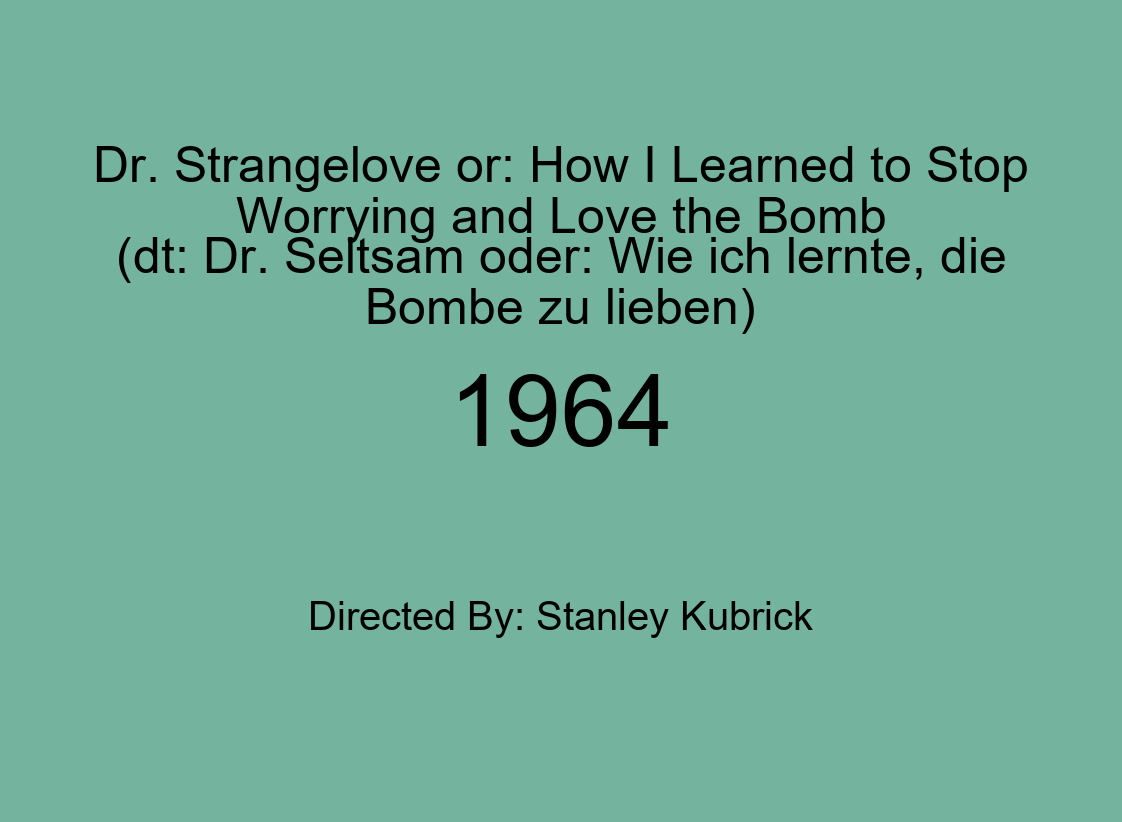 Dr. Strangelove or: How I Learned to Stop
Worrying and Love the Bomb
(dt: Dr. Seltsam oder: Wie ich lernte, die
Bombe zu lieben)
1964
Directed By: Stanley Kubrick